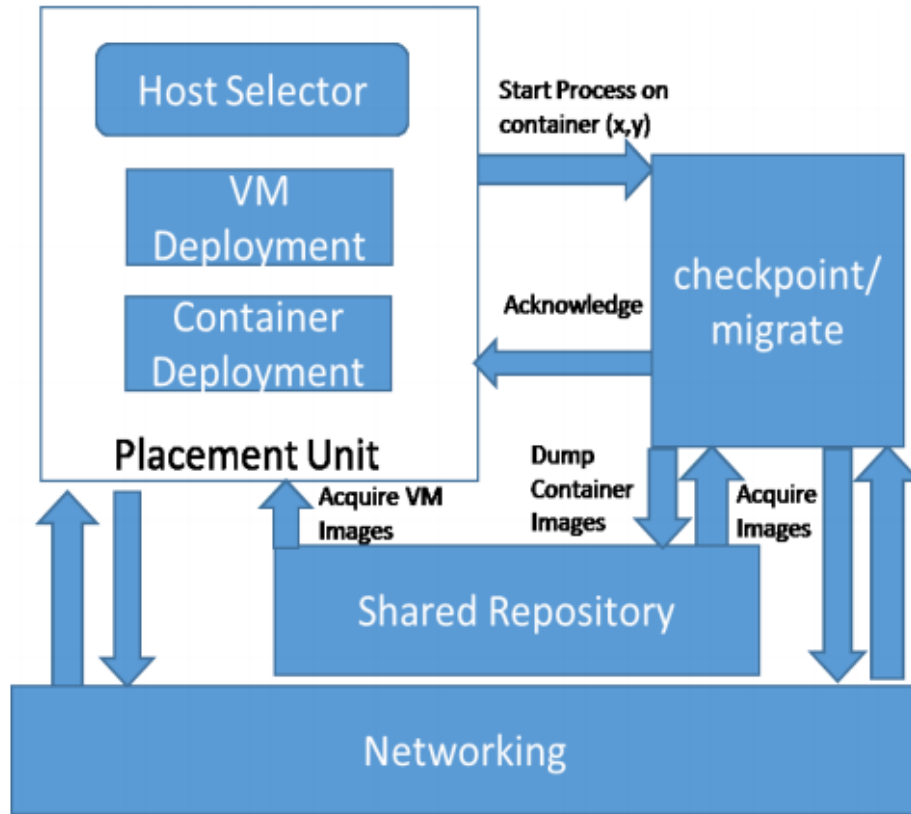 Host Selector
VM
Deployment
Container
Deployment
Placement Unit
Start Process on
container (x,y)
Acknowledge
checkpoint/
migrate
Acquire VM
Images
Dump
Container
Images
Acquire
Images
Shared Repository
Networking